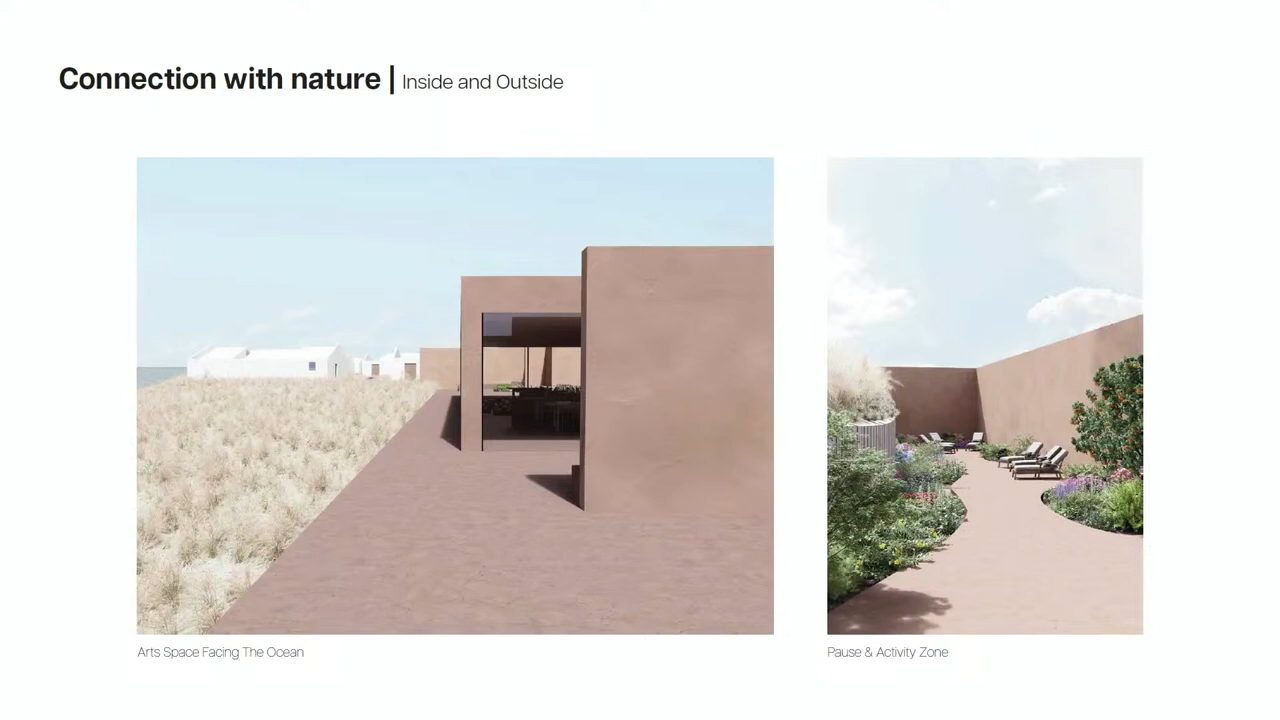 Connection with nature | Inside and Outside
Arts Space Facing The Ocean
Pause & Activity Zone